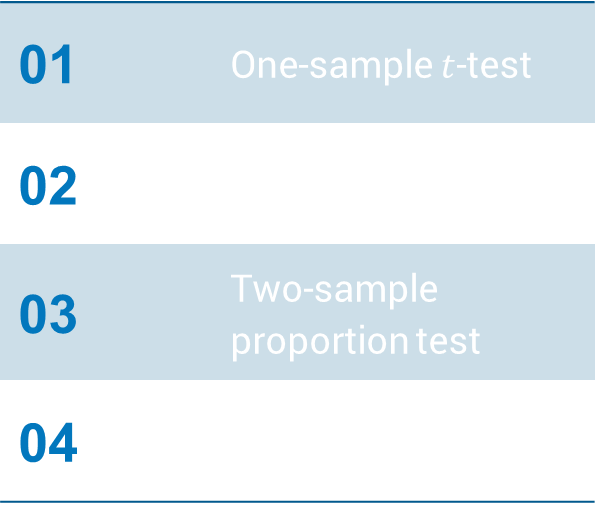 01 One-sample t-test
02
03 Two-sample
proportion test
04